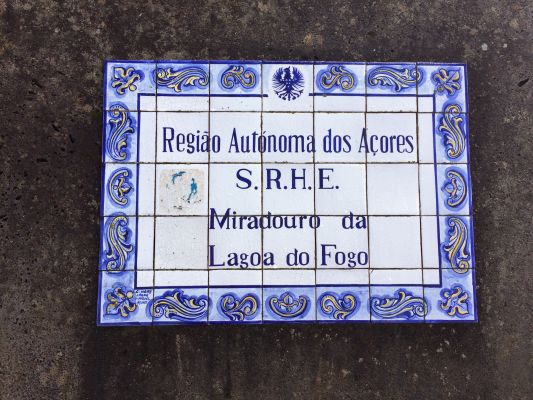 Região Autónoma dos Açores
S.R.H.E.
Miradouro da
Lagoa do Fogo